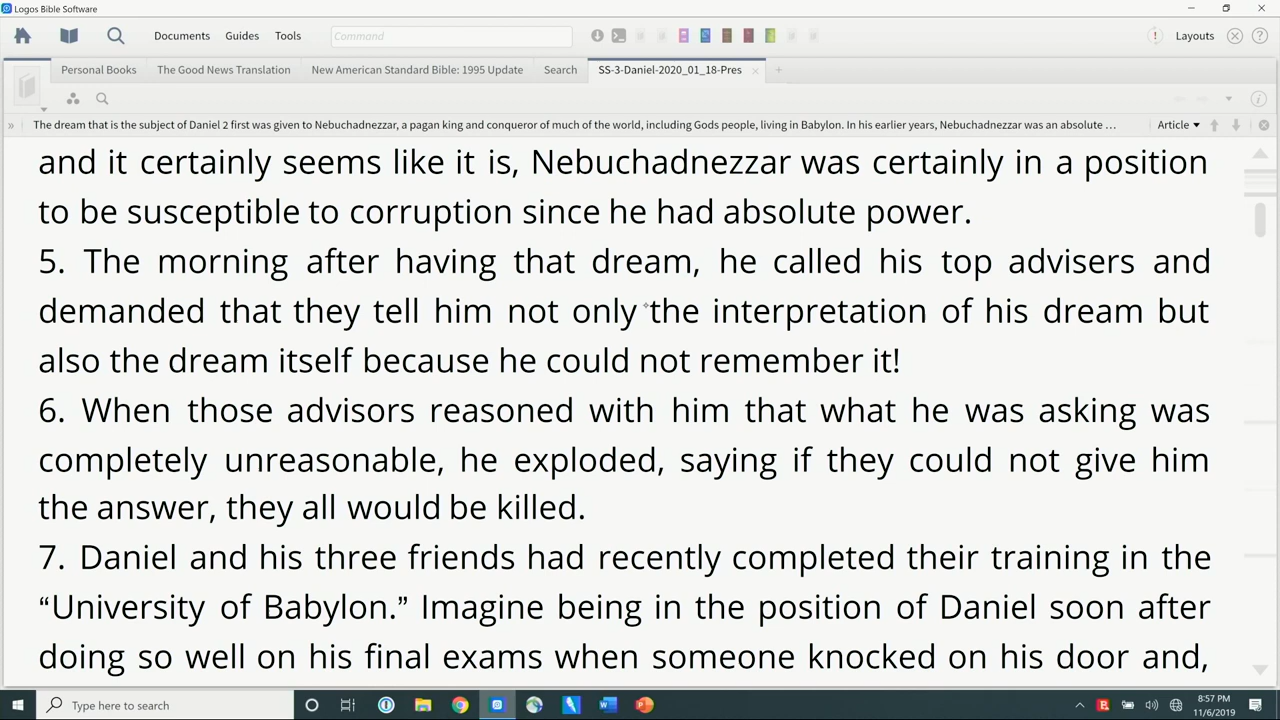 Logos Bible Software
Documents Guides Tools Command Layouts
Personal Books The Good News Translation New American Standard Bible: 1995 Update Search SS-3-Daniel-2020_01_18-Pres
The dream that is the subject of Daniel 2 first was given to Nebuchadnezzar, a pagan king and conqueror of much of the world, including Gods people, living in Babylon. In his earlier years, Nebuchadnezzar was an absolute ... Article
and it certainly seems like it is, Nebuchadnezzar was certainly in a position
to be susceptible to corruption since he had absolute power.
5. The morning after having that dream, he called his top advisers and
demanded that they tell him not only the interpretation of his dream but
also the dream itself because he could not remember it!
6. When those advisors reasoned with him that what he was asking was
completely unreasonable, he exploded, saying if they could not give him
the answer, they all would be killed.
7. Daniel and his three friends had recently completed their training in the
“University of Babylon.” Imagine being in the position of Daniel soon after
doing so well on his final exams when someone knocked on his door and,
Type here to search
8:57 PM
11/6/2019